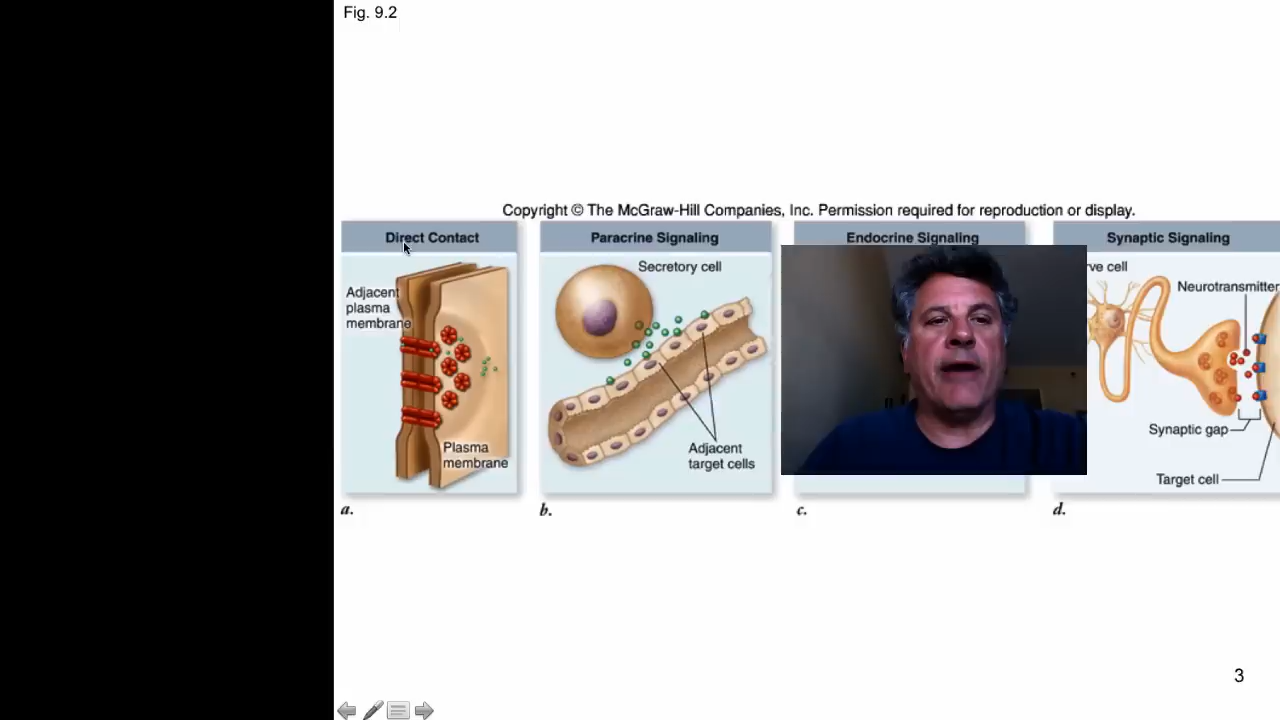 Fig. 9.2
Copyright © The McGraw-Hill Companies, Inc. Permission required for reproduction or display.
Direct Contact
Adjacent
plasma
membrane
Plasma
membrane
a.
Paracrine Signaling
Secretory cell
Adjacent
target cells
b.
Endocrine Signaling
c.
Synaptic Signaling
cell
Neurotransmitter
Synaptic gap
Target cell
d.
3